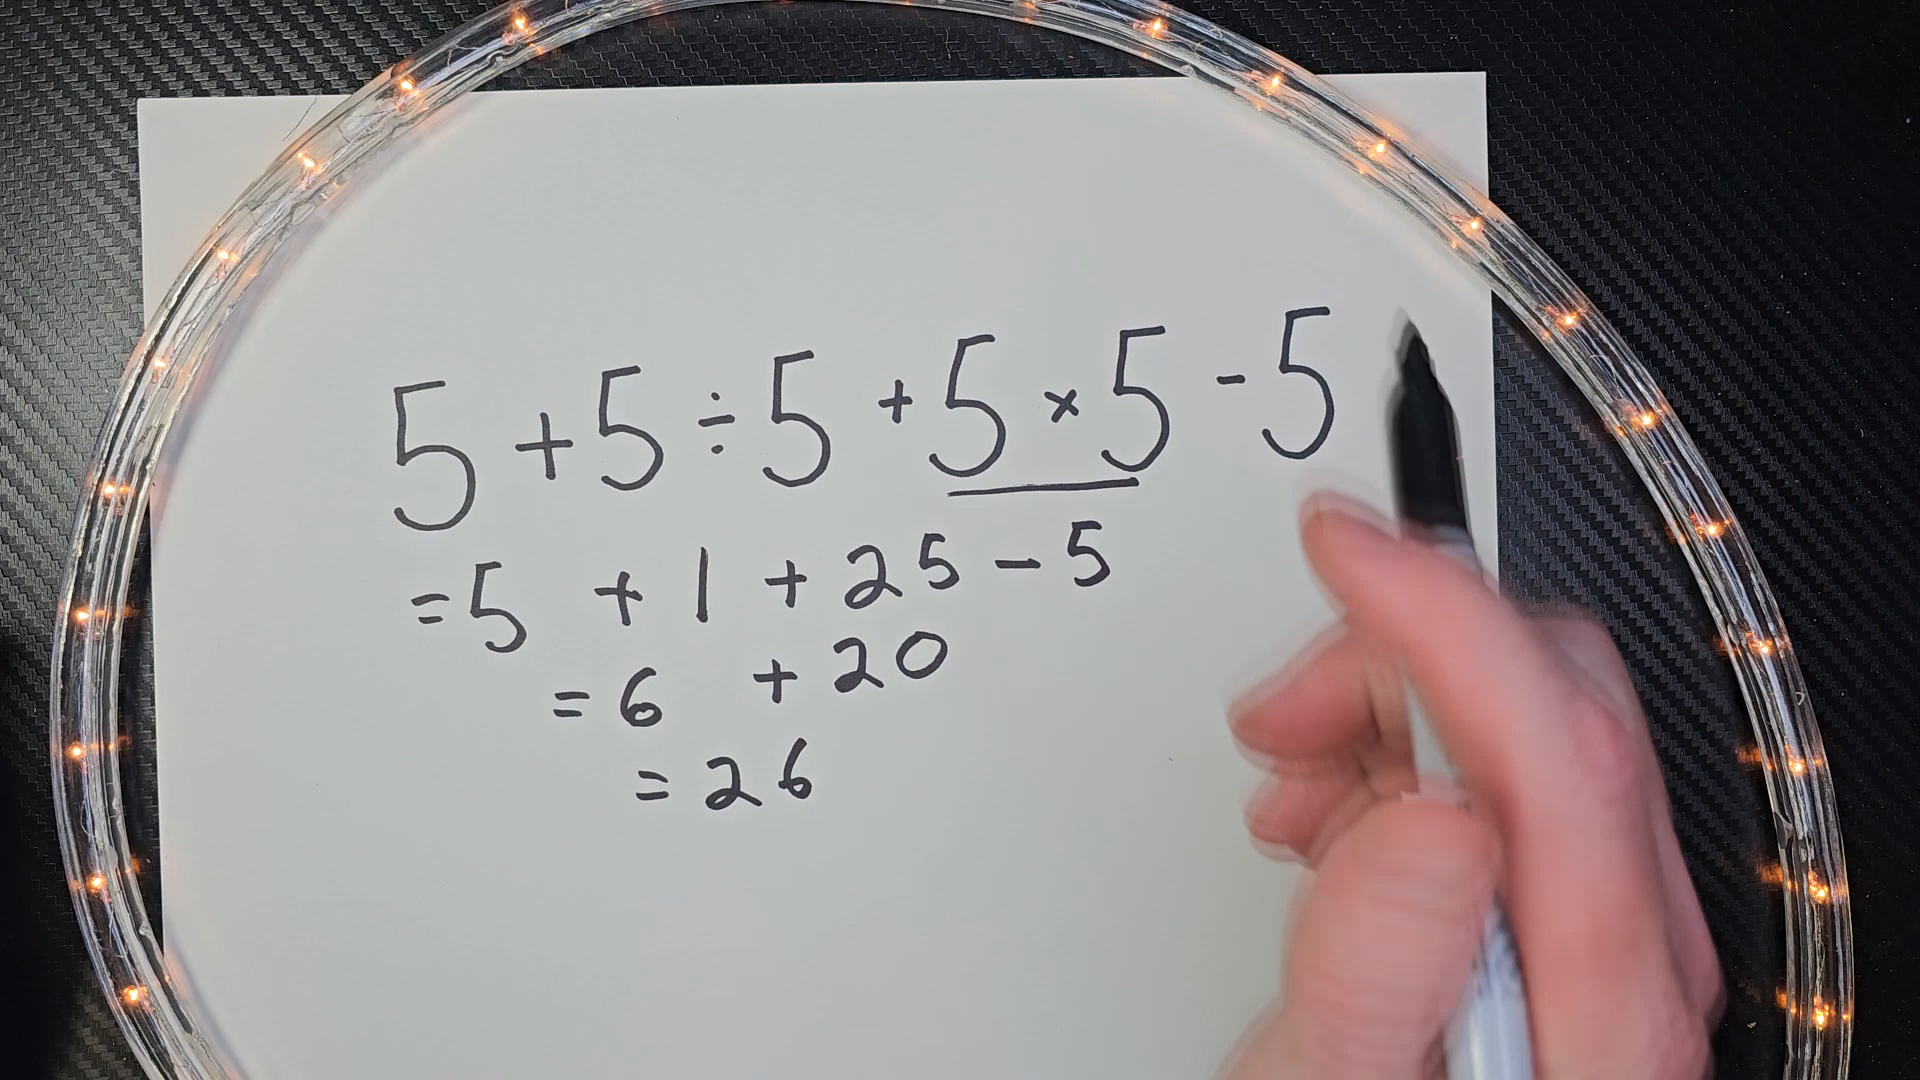 5 + 5 ÷ 5 + 5 × 5 - 5
= 5 + 1 + 25 - 5
= 6 + 20
= 26